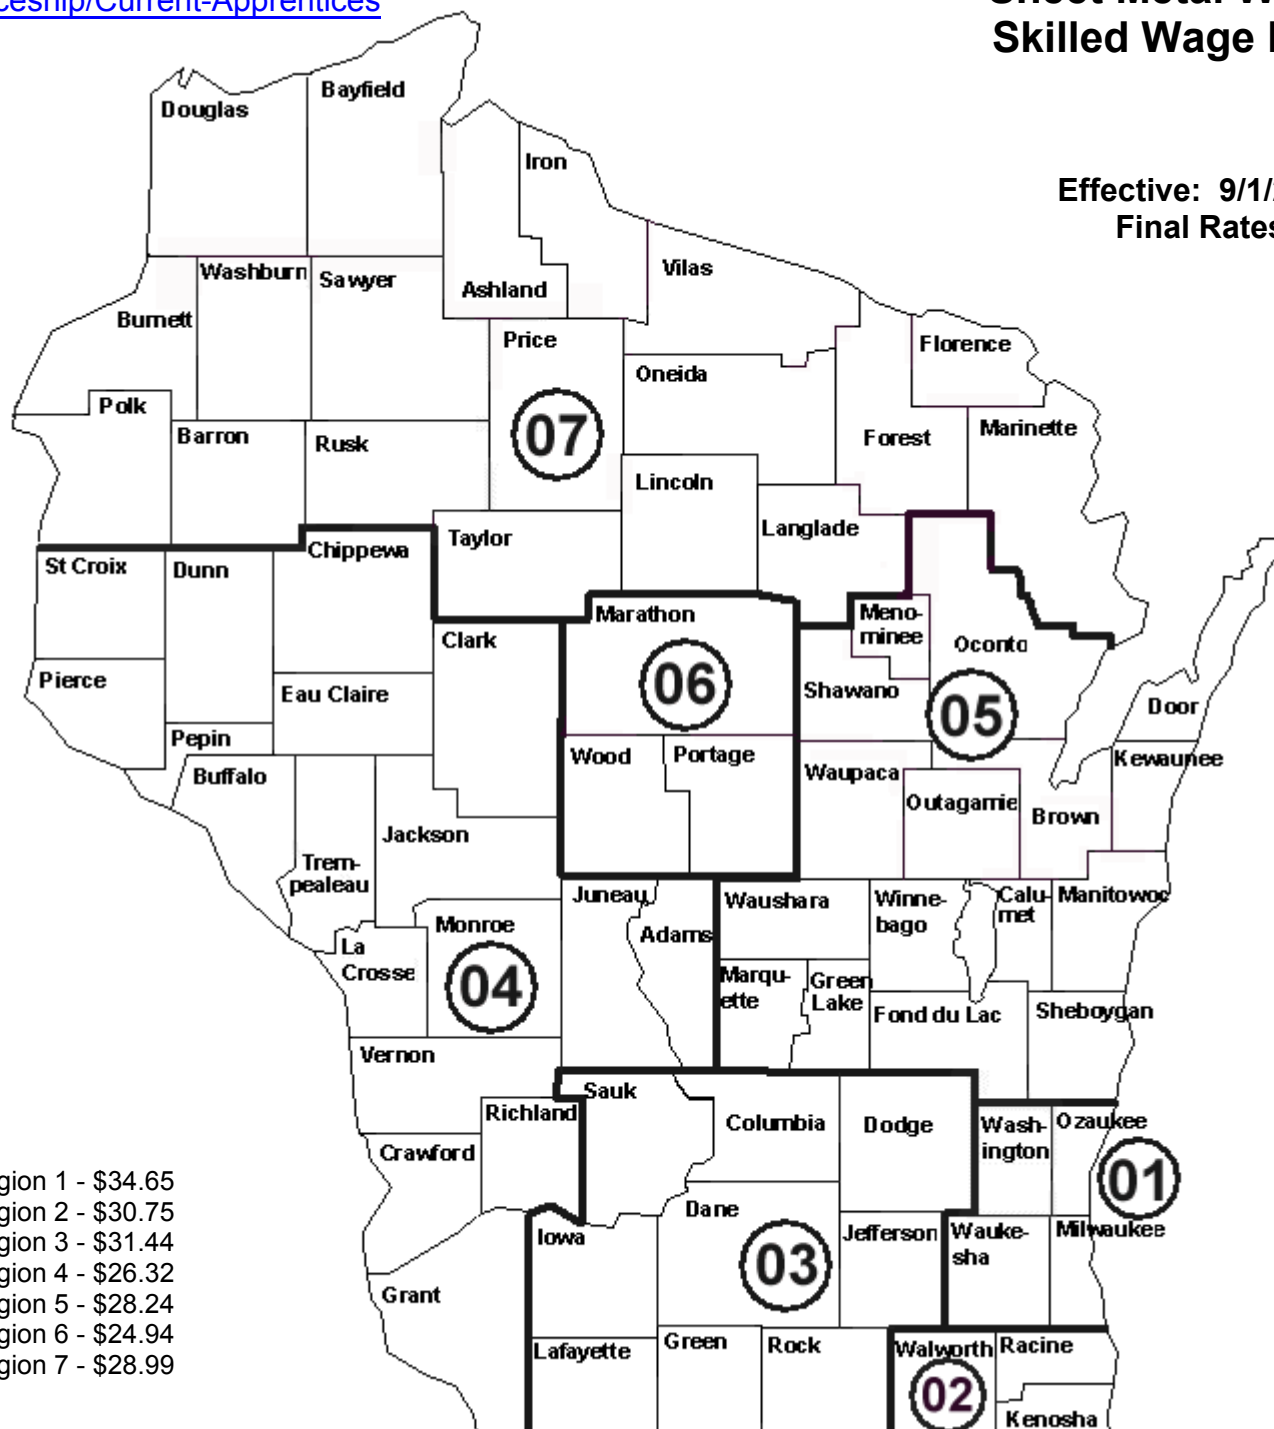 ceship/Current-Apprentices
Skilled Wage
Effective: 9/1/
Final Rates
Douglas
Bayfield
Iron
Vilas
Washburn
Sawyer
Ashland
Burnett
Price
Florence
Oneida
Polk
07
Barron
Rusk
Forest
Marinette
Lincoln
Langlade
Taylor
Chippewa
St Croix
Dunn
Marathon
Meno-
minee
Clark
Oconto
06
Pierce
Eau Claire
Shawano
05
Door
Pepin
Wood
Portage
Kewaunee
Buffalo
Waupaca
Outagamie
Brown
Jackson
Trem-
pealeau
Juneau
Waushara
Winne-
bago
Calu-
met
Manitowoc
Monroe
Adams
La
Crosse
04
Marqu-
ette
Green
Lake
Fond du Lac
Sheboygan
Vernon
Sauk
Richland
Columbia
Dodge
Wash-
ington
Ozaukee
Crawford
01
gion 1 - $34.65
gion 2 - $30.75
gion 3 - $31.44
gion 4 - $26.32
gion 5 - $28.24
gion 6 - $24.94
gion 7 - $28.99
Dane
Iowa
Jefferson
Wauke-
sha
Milwaukee
03
Grant
Lafayette
Green
Rock
Walworth
Racine
02
Kenosha